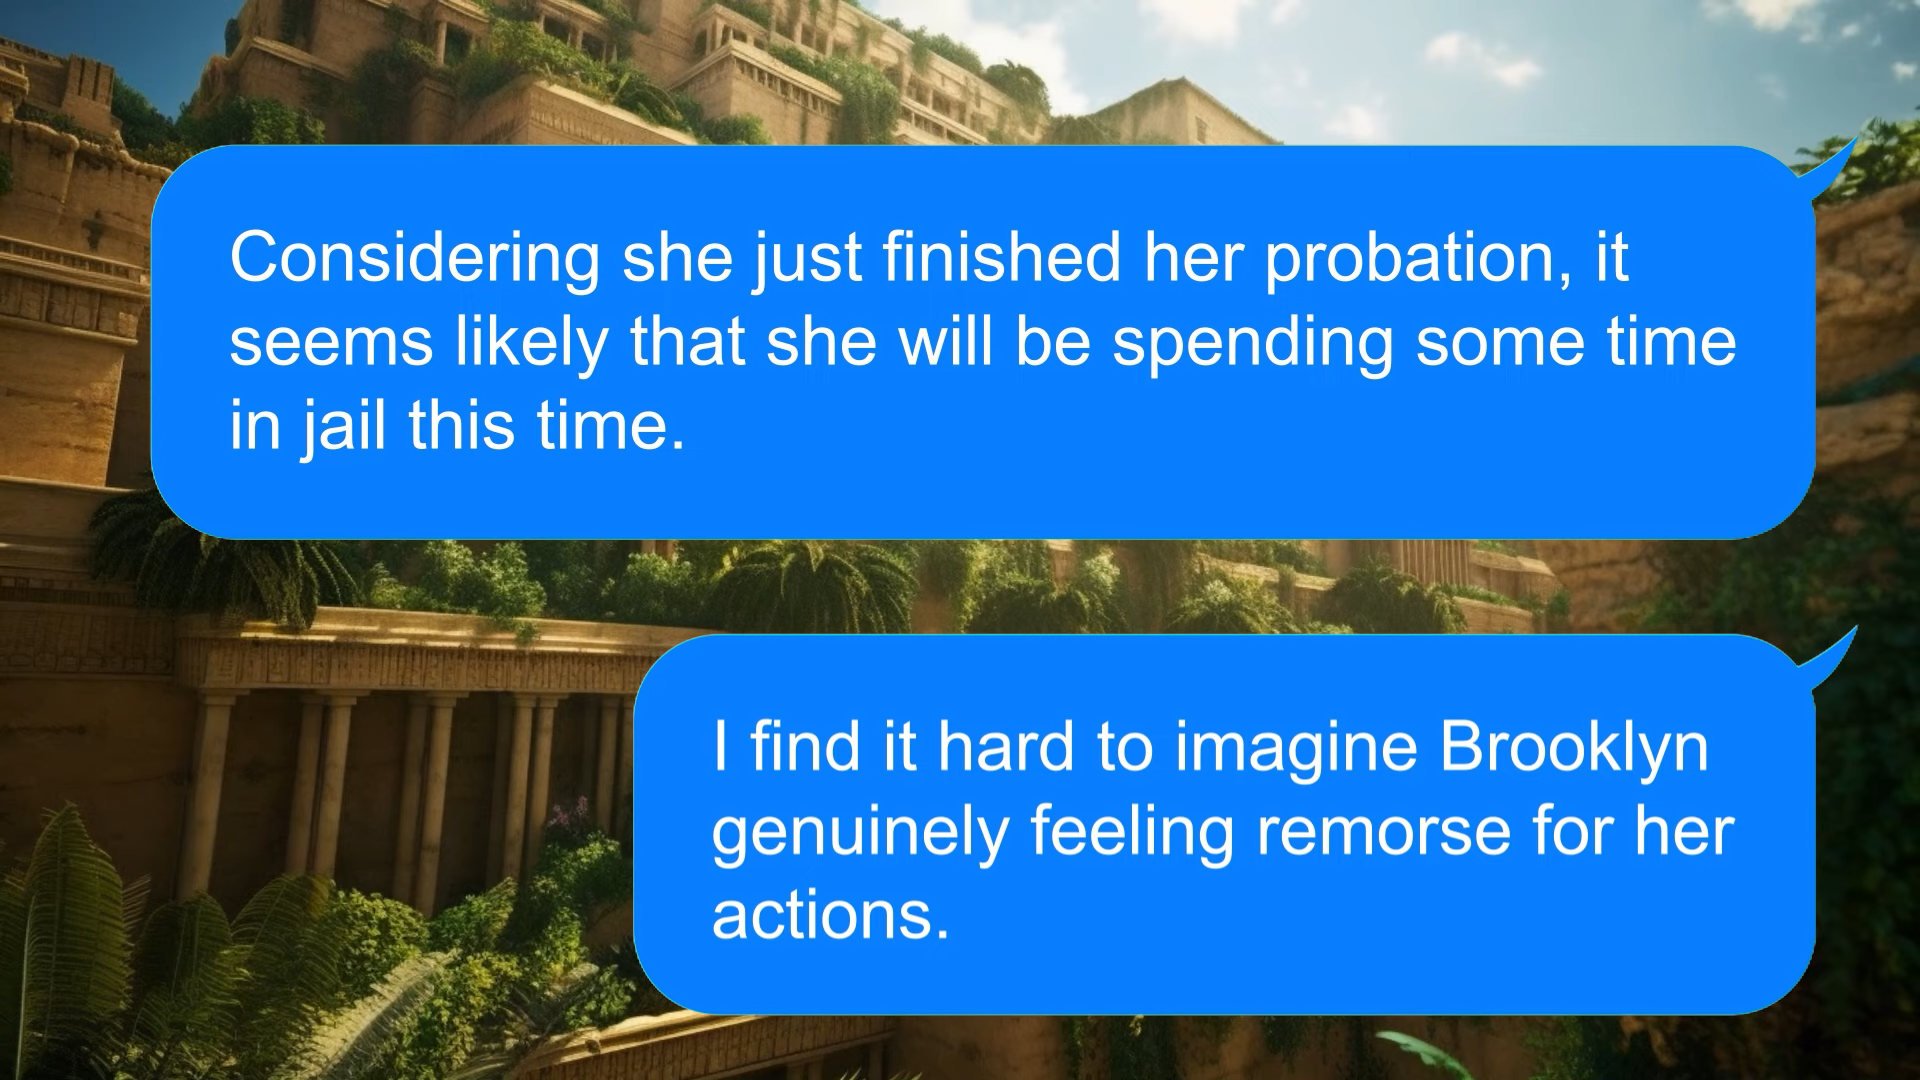 Considering she just finished her probation, it
seems likely that she will be spending some time
in jail this time.
I find it hard to imagine Brooklyn
genuinely feeling remorse for her
actions.